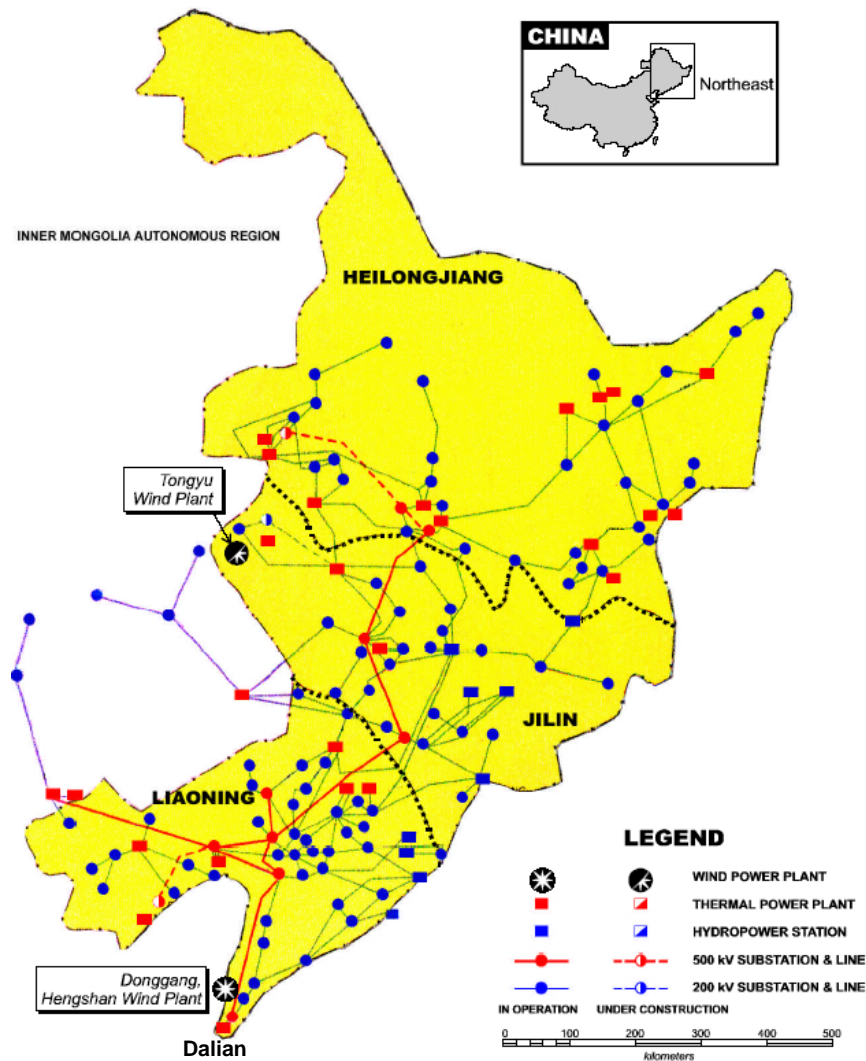 CHINA
Northeast
INNER MONGOLIA AUTONOMOUS REGION
HEILONGJIANG
Tongyu
Wind Plant
JILIN
LIAONING
Donggang,
Hengshan Wind Plant
Dalian
LEGEND
WIND POWER PLANT
THERMAL POWER PLANT
HYDROPOWER STATION
500 kV SUBSTATION & LINE
200 kV SUBSTATION & LINE
IN OPERATION UNDER CONSTRUCTION
0 100 200 300 400 500
kilometers